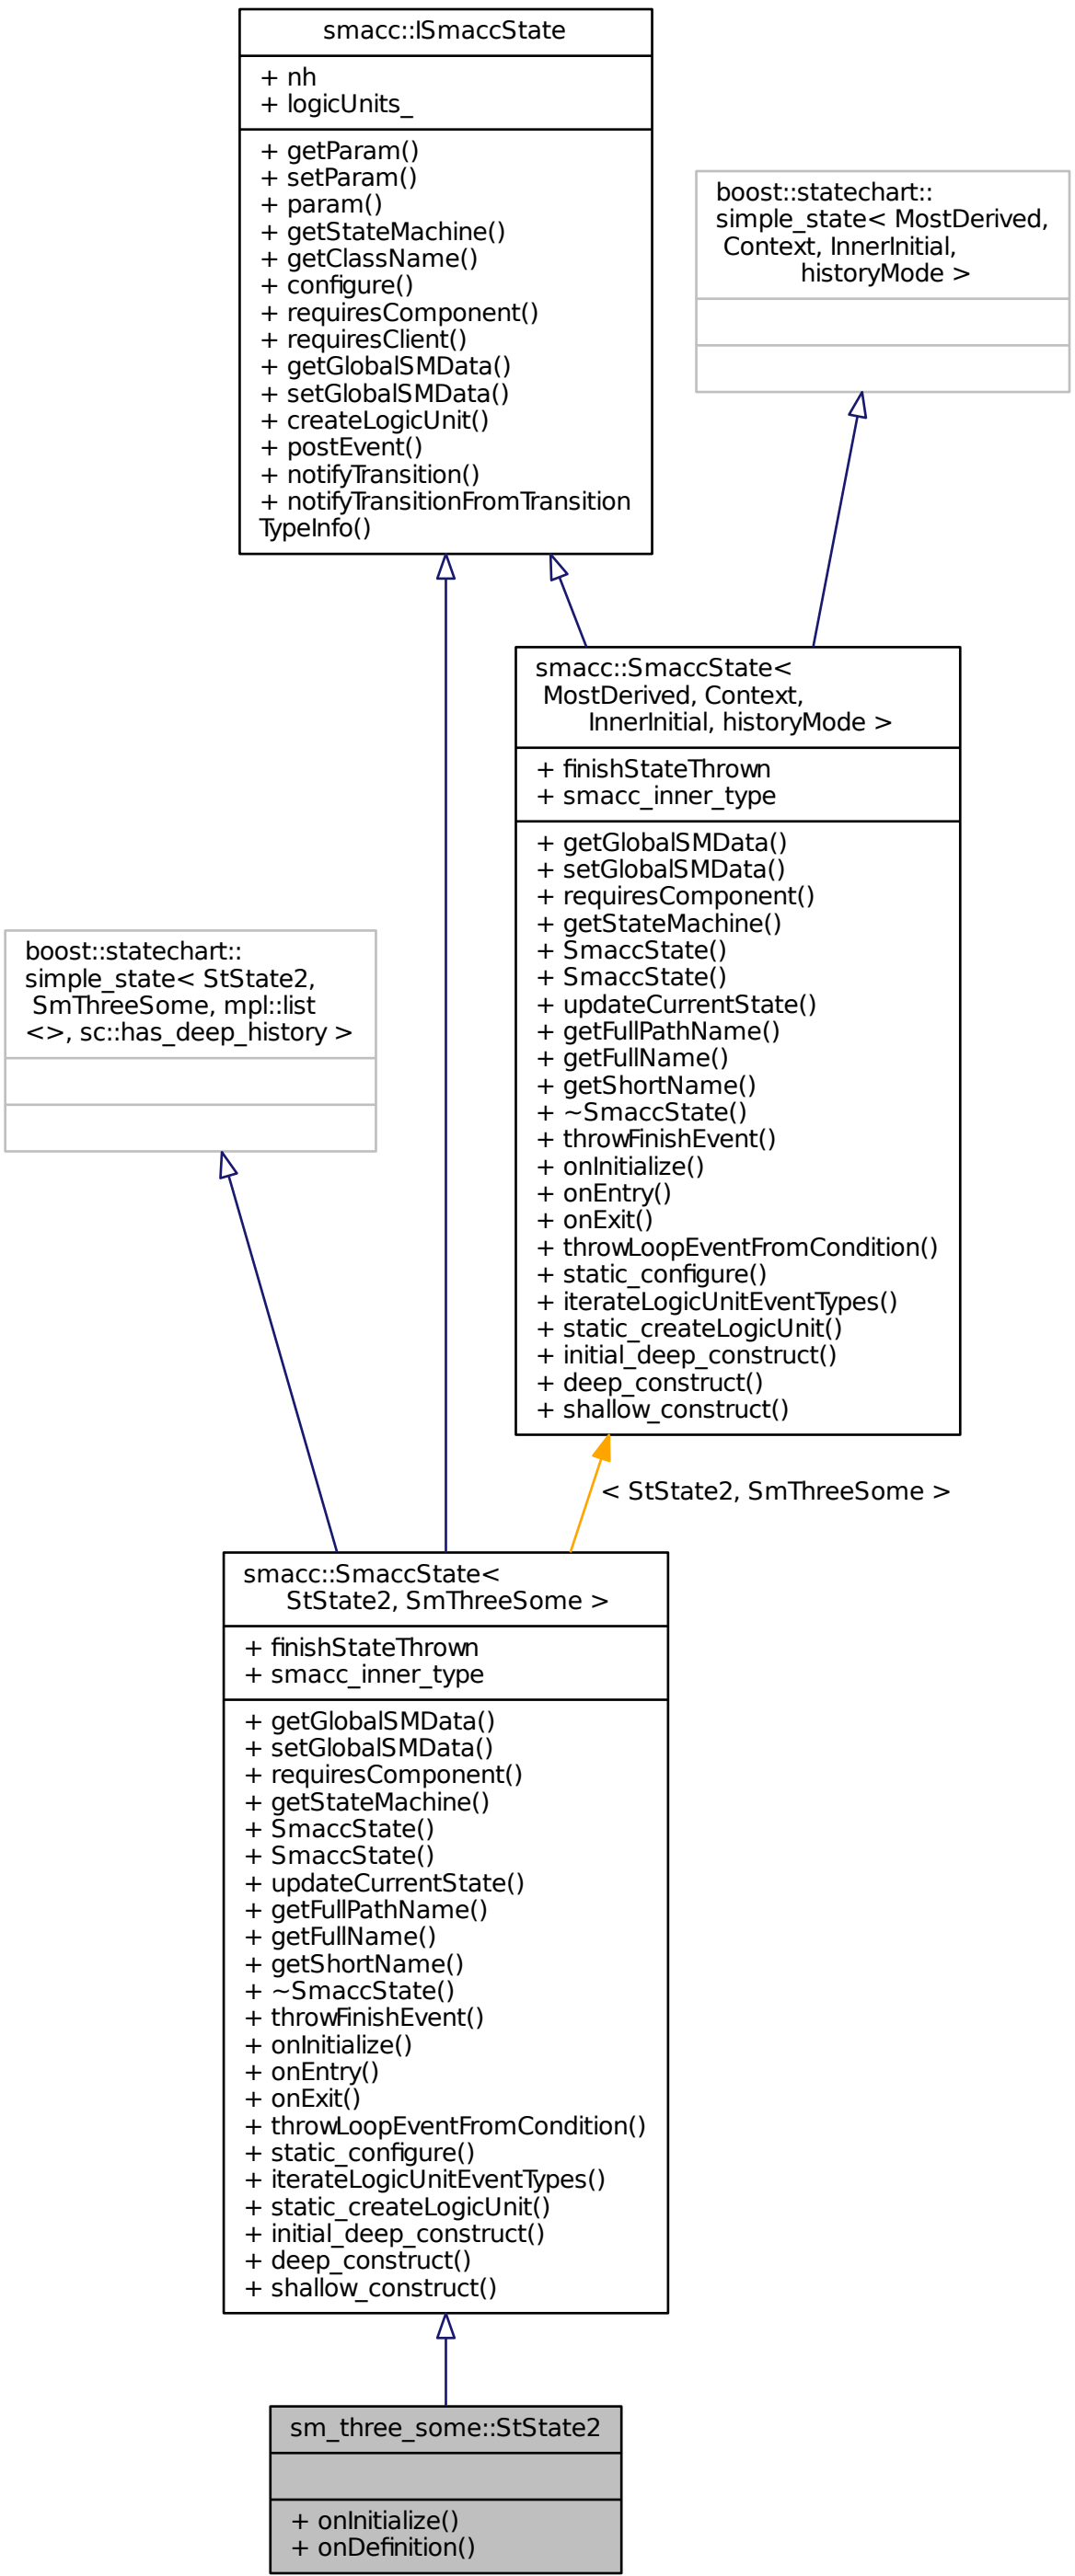 smacc::ISmaccState
+ nh
+ logicUnits_
+ getParam()
+ setParam()
+ param()
+ getStateMachine()
+ getClassName()
+ configure()
+ requiresComponent()
+ requiresClient()
+ getGlobalSMData()
+ setGlobalSMData()
+ createLogicUnit()
+ postEvent()
+ notifyTransition()
+ notifyTransitionFromTransition
TypeInfo()
boost::statechart::
simple_state< MostDerived,
Context, InnerInitial,
historyMode >
smacc::SmaccState<
MostDerived, Context,
InnerInitial, historyMode >
+ finishStateThrown
+ smacc_inner_type
+ getGlobalSMData()
+ setGlobalSMData()
+ requiresComponent()
+ getStateMachine()
+ SmaccState()
+ SmaccState()
+ updateCurrentState()
+ getFullPathName()
+ getFullName()
+ getShortName()
+ ~SmaccState()
+ throwFinishEvent()
+ onInitialize()
+ onEntry()
+ onExit()
+ throwLoopEventFromCondition()
+ static_configure()
+ iterateLogicUnitEventTypes()
+ static_createLogicUnit()
+ initial_deep_construct()
+ deep_construct()
+ shallow_construct()
boost::statechart::
simple_state< StState2,
SmThreeSome, mpl::list
<>, sc::has_deep_history >
< StState2, SmThreeSome >
smacc::SmaccState<
StState2, SmThreeSome >
+ finishStateThrown
+ smacc_inner_type
+ getGlobalSMData()
+ setGlobalSMData()
+ requiresComponent()
+ getStateMachine()
+ SmaccState()
+ SmaccState()
+ updateCurrentState()
+ getFullPathName()
+ getFullName()
+ getShortName()
+ ~SmaccState()
+ throwFinishEvent()
+ onInitialize()
+ onEntry()
+ onExit()
+ throwLoopEventFromCondition()
+ static_configure()
+ iterateLogicUnitEventTypes()
+ static_createLogicUnit()
+ initial_deep_construct()
+ deep_construct()
+ shallow_construct()
sm_three_some::StState2
+ onInitialize()
+ onDefinition()